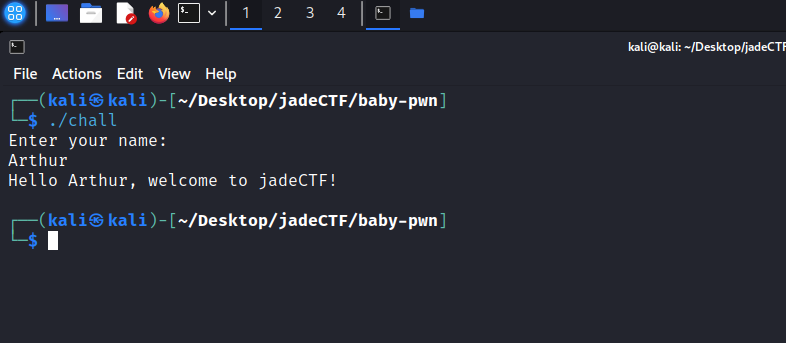 1 2 3 4
kali@kali: ~/Desktop/jadeCTF
File Actions Edit View Help
┌──(kali㉿kali)-[~/Desktop/jadeCTF/baby-pwn]
└─$ ./chall
Enter your name:
Arthur
Hello Arthur, welcome to jadeCTF!
┌──(kali㉿kali)-[~/Desktop/jadeCTF/baby-pwn]
└─$